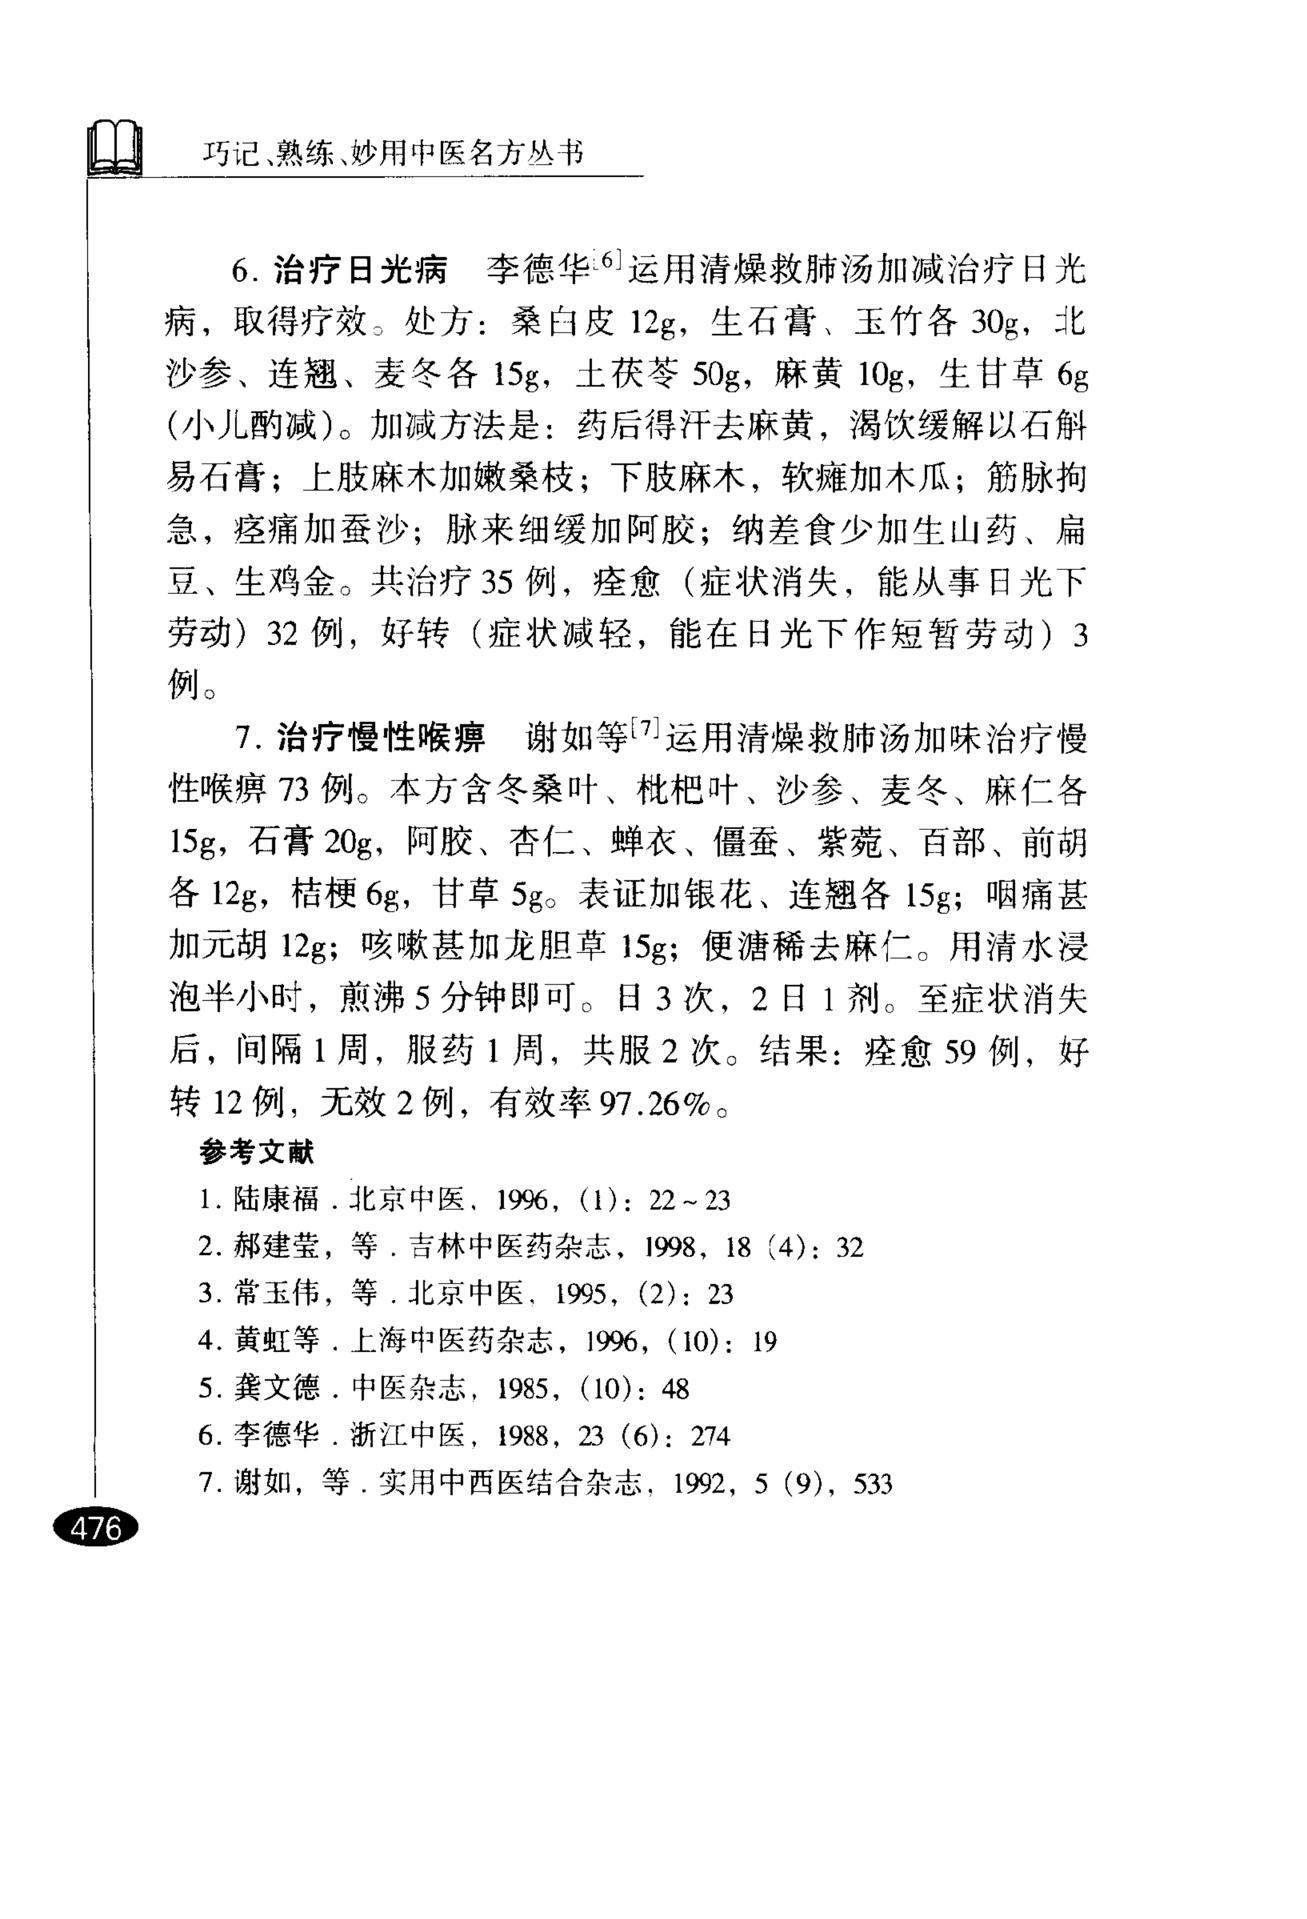 巧记、熟练、妙用中医名方丛书
6. 治疗日光病 李德华[6]运用清燥救肺汤加减治疗日光
病，取得疗效。处方：桑白皮 12g，生石膏、玉竹各 30g，北
沙参、连翘、麦冬各 15g，土茯苓 50g，麻黄 10g，生甘草 6g
(小儿酌减)。加减方法是：药后得汗去麻黄，渴饮缓解以石斛
易石膏；上肢麻木加嫩桑枝；下肢麻木，软瘫加木瓜；筋脉拘
急，痉痛加蚕沙；脉来细缓加阿胶；纳差食少加生山药、扁
豆、生鸡金。共治疗 35 例，痊愈（症状消失，能从事日光下
劳动）32 例，好转（症状减轻，能在日光下作短暂劳动）3
例。
7. 治疗慢性喉痹 谢如等[7]运用清燥救肺汤加味治疗慢
性喉痹 73 例。本方含冬桑叶、枇杷叶、沙参、麦冬、麻仁各
15g，石膏 20g，阿胶、杏仁、蝉衣、僵蚕、紫菀、百部、前胡
各 12g，桔梗 6g，甘草 5g。表证加银花、连翘各 15g；咽痛甚
加元胡 12g；咳嗽甚加龙胆草 15g；便溏稀去麻仁。用清水浸
泡半小时，煎沸 5 分钟即可。日 3 次，2 日 1 剂。至症状消失
后，间隔 1 周，服药 1 周，共服 2 次。结果：痊愈 59 例，好
转 12 例，无效 2 例，有效率 97.26%。
参考文献
1. 陆康福．北京中医，1996，(1)：22～23
2. 郝建莹，等．吉林中医药杂志，1998，18 (4)：32
3. 常玉伟，等．北京中医，1995，(2)：23
4. 黄虹等．上海中医药杂志，1996，(10)：19
5. 龚文德．中医杂志，1985，(10)：48
6. 李德华．浙江中医，1988，23 (6)：274
7. 谢如，等．实用中西医结合杂志，1992，5 (9)，533
476